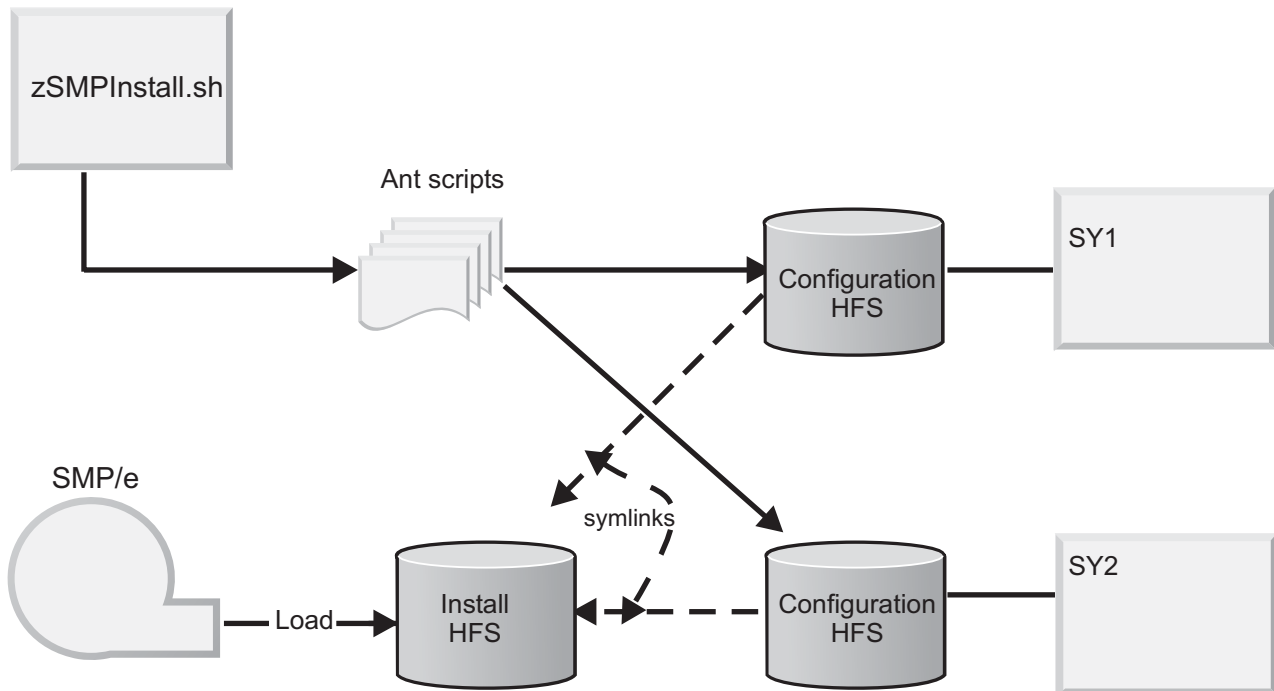 zSMPInstall.sh
Ant scripts
Configuration
HFS
SY1
SMP/e
symlinks
Load
Install
HFS
Configuration
HFS
SY2